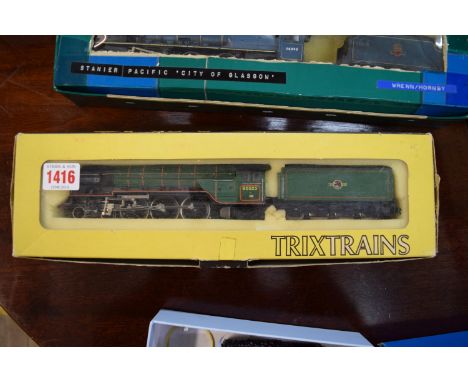 STANIER PACIFIC "CITY OF GLASGOW"
WRENN/HORNBY
1416
TRIXTRAINS